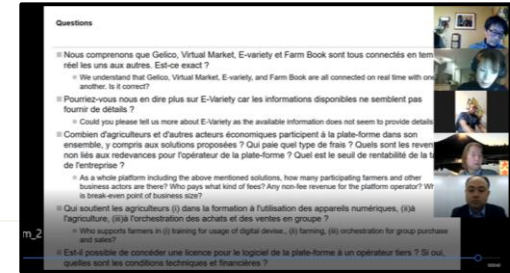 Questions
Nous comprenons que Gelico, Virtual Market, E-variety et Farm Book sont tous connectés en tem
réel les uns aux autres. Est-ce exact ?
We understand that Gelico, Virtual Market, E-variety, and Farm Book are all connected on real time with one
another. Is it correct?
Pourriez-vous nous en dire plus sur E-Variety car les informations disponibles ne semblent pas
fournir de détails ?
Could you please tell us more about E-Variety as the available information does not seem to provide details
Combien d'agriculteurs et d'autres acteurs économiques participent à la plate-forme dans son
ensemble, y compris aux solutions proposées ? Qui paie quel type de frais ? Quels sont les reven
non liés aux redevances pour l'opérateur de la plate-forme ? Quel est le seuil de rentabilité de la ta
de l'entreprise ?
As a whole platform including the above mentioned solutions, how many participating farmers and other
business actors are there? Who pays what kind of fees? Any non-fee revenue for the platform operator? Wh
is break-even point of business size?
Qui soutient les agriculteurs (i) dans la formation à l'utilisation des appareils numériques, (ii)à
l'agriculture, (iii)à l'orchestration des achats et des ventes en groupe ?
Who supports farmers in (i) training for usage of digital devise., (ii) farming, (iii) orchestration for group purchase
and sales?
Est-il possible de concéder une licence pour le logiciel de la plate-forme à un opérateur tiers ? Si oui,
quelles sont les conditions techniques et financières ?
m_2